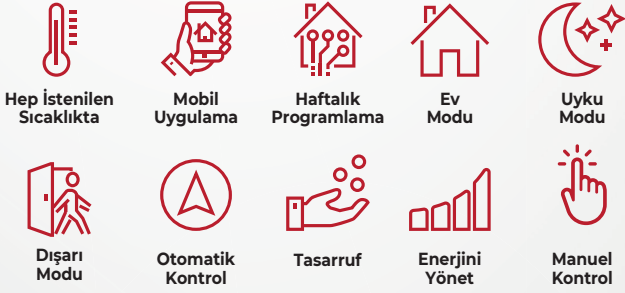 Hep İstenilen
Sıcaklıkta
Mobil
Uygulama
Haftalık
Programlama
Ev
Modu
Uyku
Modu
Dışarı
Modu
Otomatik
Kontrol
Tasarruf
Enerjini
Yönet
Manuel
Kontrol